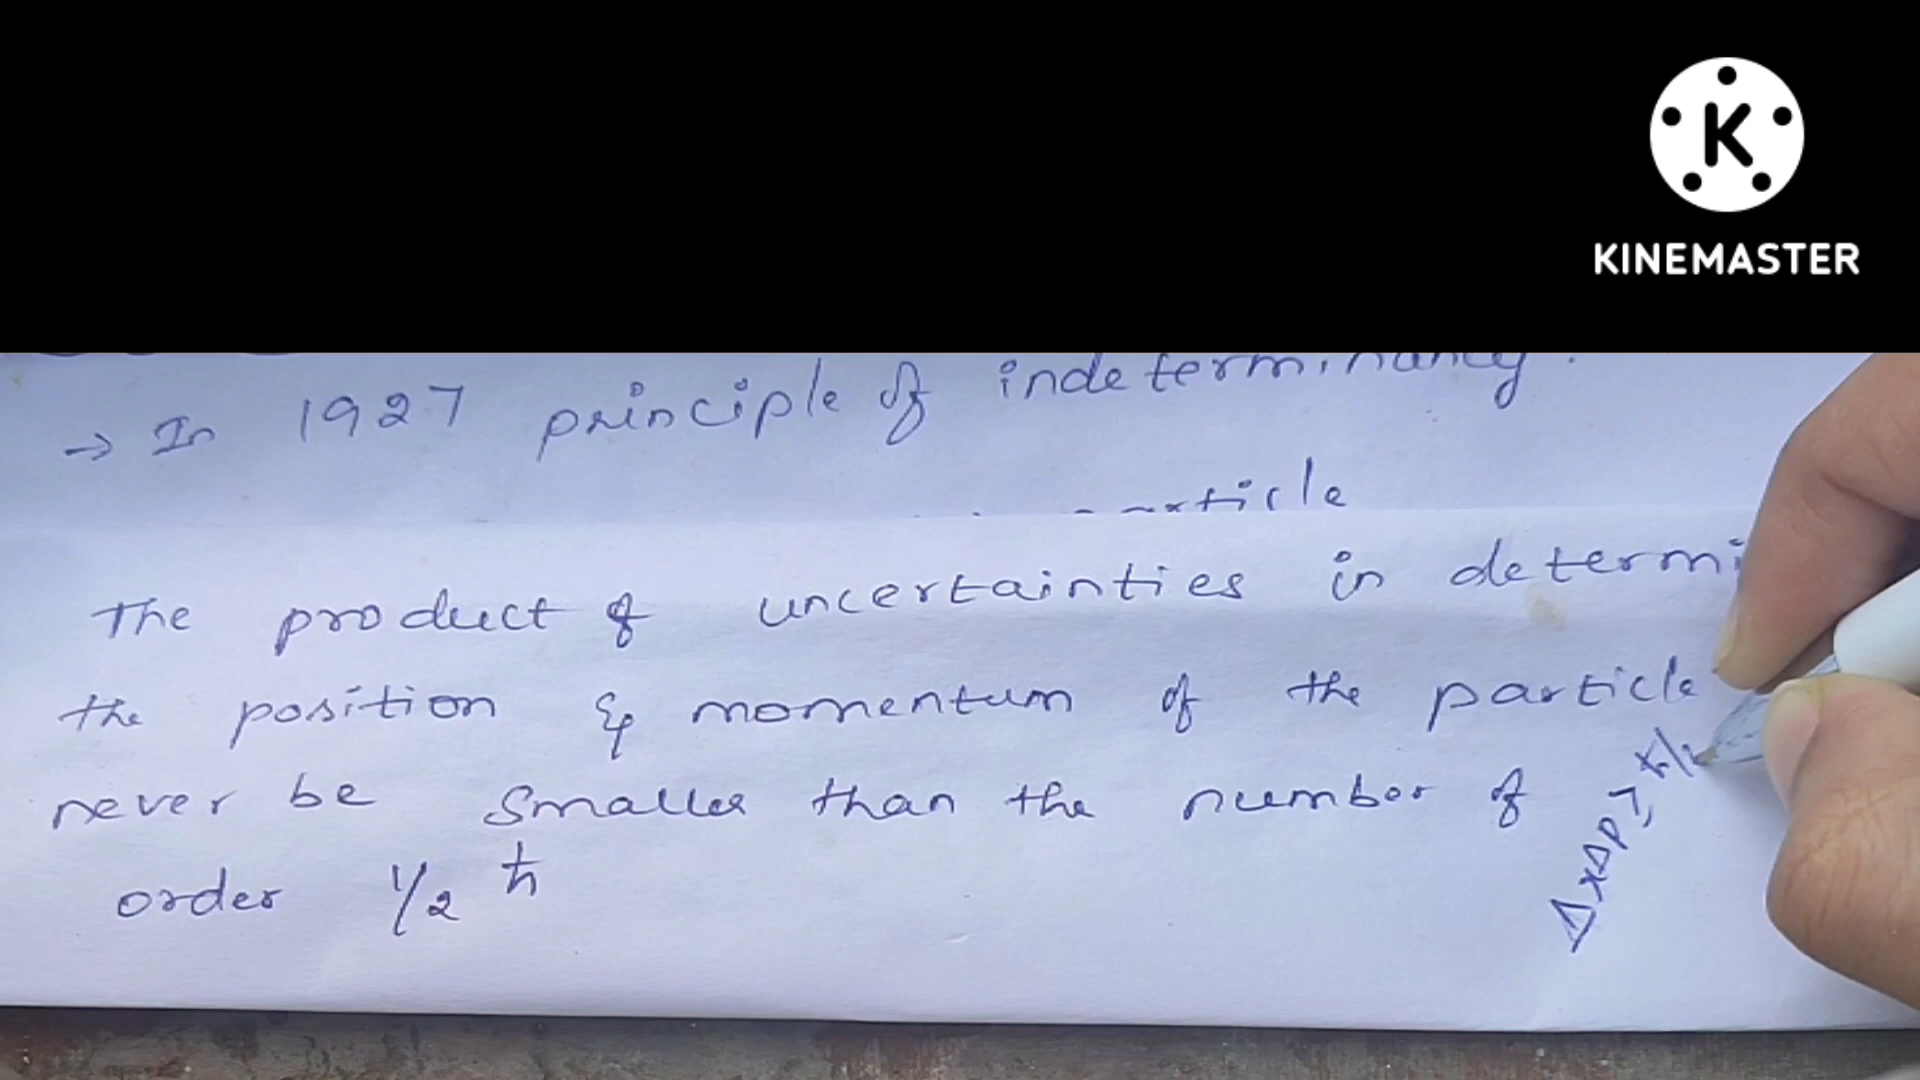 KINEMASTER
→ In 1927 principle of indeterminancy.
particle
The product of uncertainties in determi
the position & momentum of the particle
never be smaller than the number of
order 1/2 ħ
ΔxΔp ≥ ħ/2